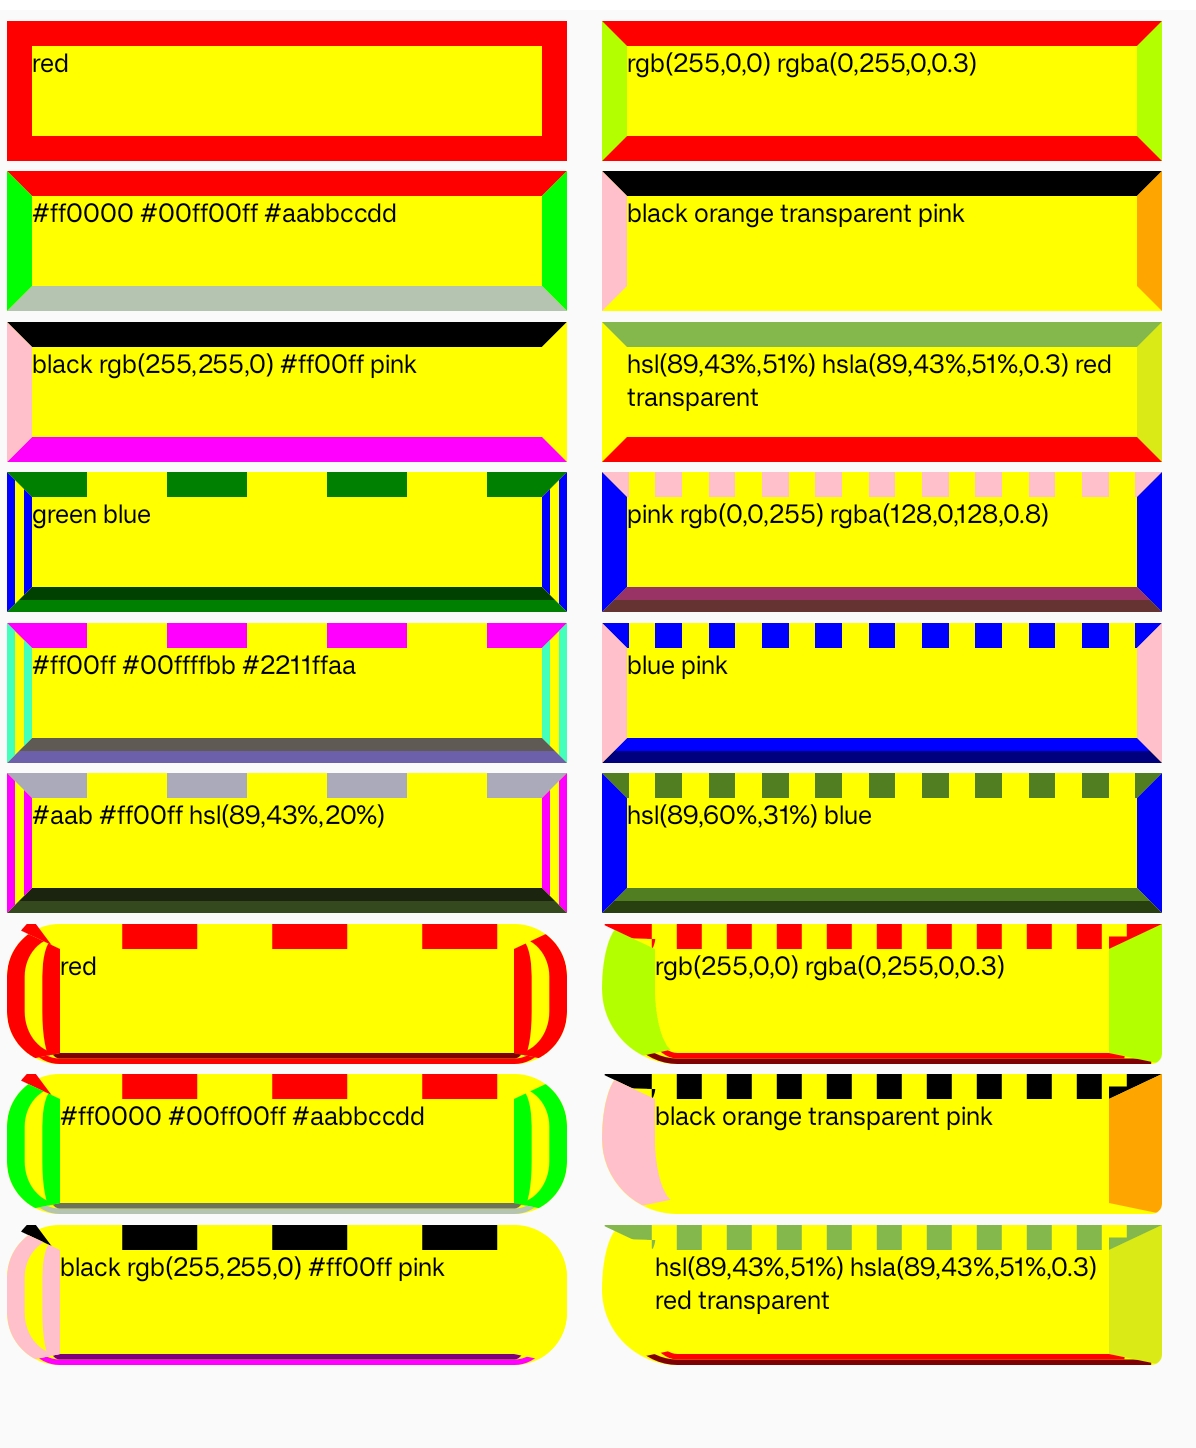 red
rgb(255,0,0) rgba(0,255,0,0.3)
#ff0000 #00ff00ff #aabbccdd
black orange transparent pink
black rgb(255,255,0) #ff00ff pink
hsl(89,43%,51%) hsla(89,43%,51%,0.3) red
transparent
green blue
pink rgb(0,0,255) rgba(128,0,128,0.8)
#ff00ff #00ffffbb #2211ffaa
blue pink
#aab #ff00ff hsl(89,43%,20%)
hsl(89,60%,31%) blue
red
rgb(255,0,0) rgba(0,255,0,0.3)
#ff0000 #00ff00ff #aabbccdd
black orange transparent pink
black rgb(255,255,0) #ff00ff pink
hsl(89,43%,51%) hsla(89,43%,51%,0.3)
red transparent